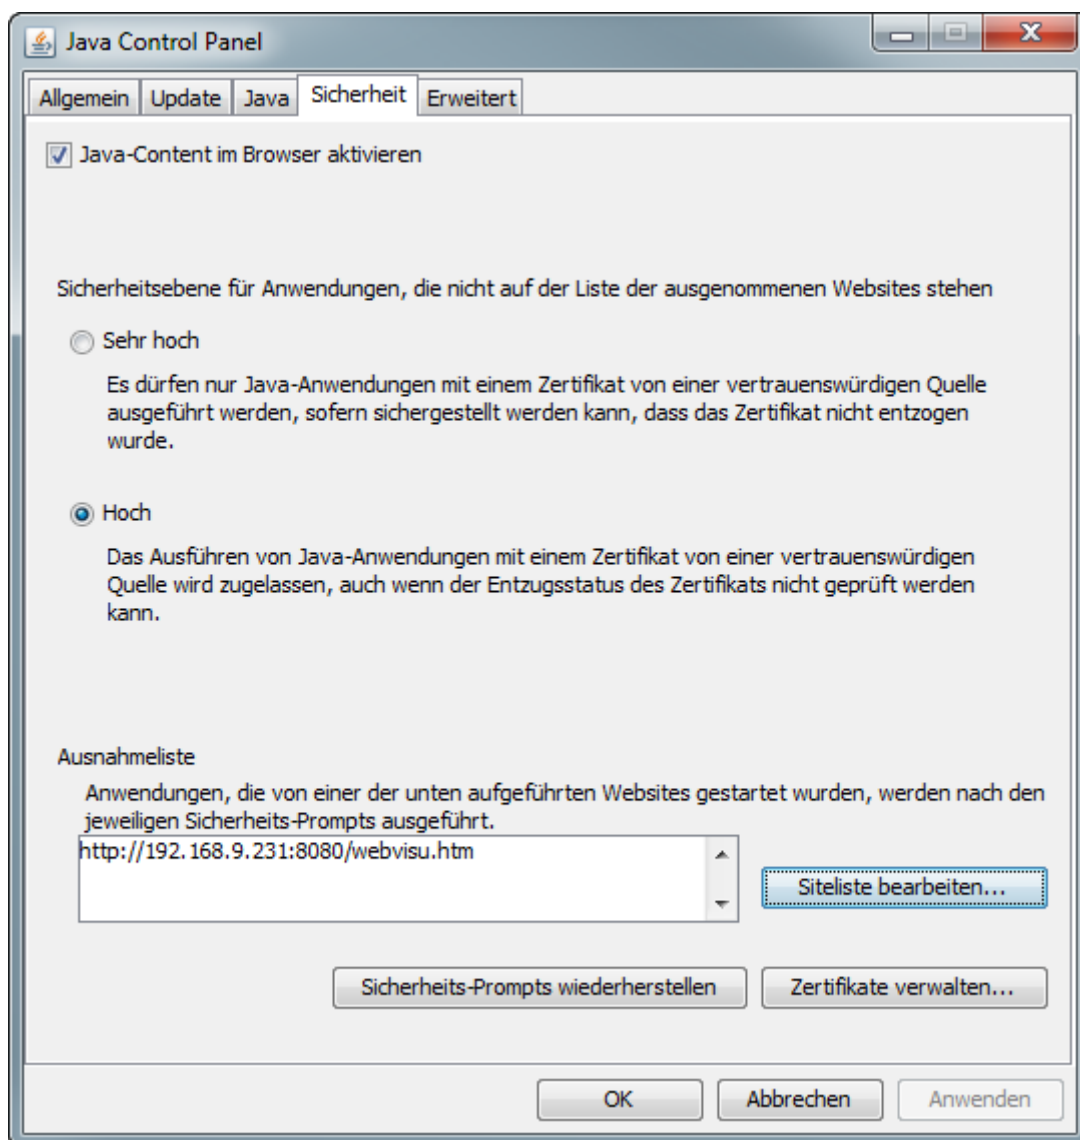 Java Control Panel
Allgemein Update Java Sicherheit Erweitert
Java-Content im Browser aktivieren
Sicherheitsebene für Anwendungen, die nicht auf der Liste der ausgenommenen Websites stehen
Sehr hoch
Es dürfen nur Java-Anwendungen mit einem Zertifikat von einer vertrauenswürdigen Quelle
ausgeführt werden, sofern sichergestellt werden kann, dass das Zertifikat nicht entzogen
wurde.
Hoch
Das Ausführen von Java-Anwendungen mit einem Zertifikat von einer vertrauenswürdigen
Quelle wird zugelassen, auch wenn der Entzugsstatus des Zertifikats nicht geprüft werden
kann.
Ausnahmeliste
Anwendungen, die von einer der unten aufgeführten Websites gestartet wurden, werden nach den
jeweiligen Sicherheits-Prompts ausgeführt.
http://192.168.9.231:8080/webvisu.htm
Siteliste bearbeiten...
Sicherheits-Prompts wiederherstellen Zertifikate verwalten...
OK Abbrechen Anwenden